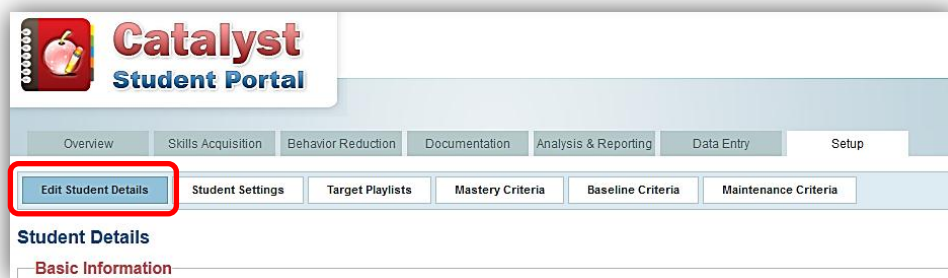 Catalyst
Student Portal
Overview Skills Acquisition Behavior Reduction Documentation Analysis & Reporting Data Entry Setup
Edit Student Details Student Settings Target Playlists Mastery Criteria Baseline Criteria Maintenance Criteria
Student Details
Basic Information